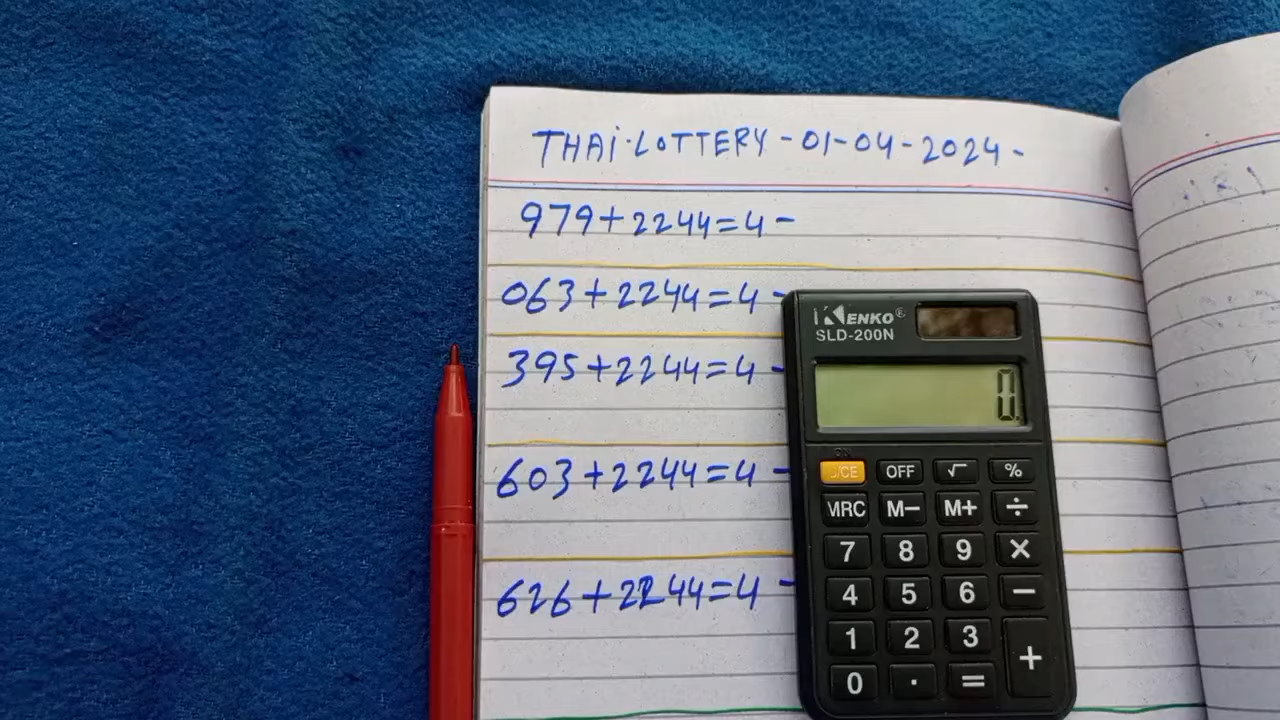 THAI·LOTTERY-01-04-2024-
979+2244=4-
063+2244=4-
395+2244=4-
603+2244=4-
626+2244=4-
KENKO®
SLD-200N
0.
ON
C/CE OFF √ %
MRC M− M+ ÷
7 8 9 ×
4 5 6 −
1 2 3 +
0 · =